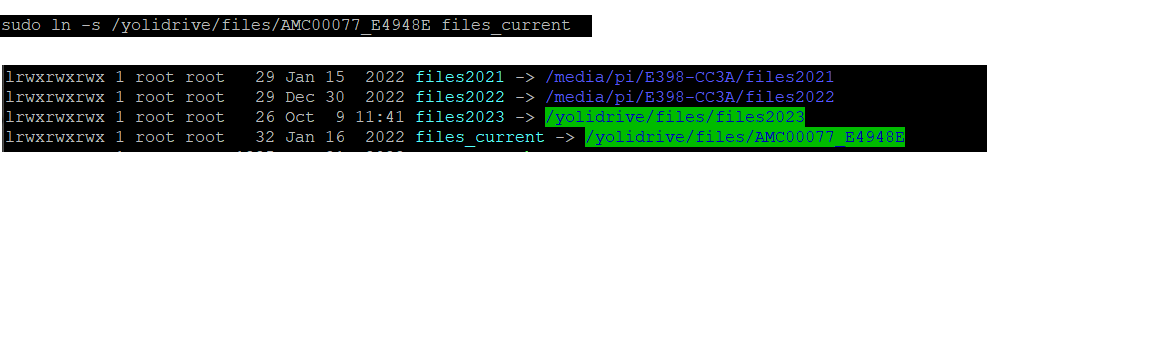 sudo ln -s /yolidrive/files/AMC00077_E4948E files_current
lrwxrwxrwx 1 root root   29 Jan 15  2022 files2021 -> /media/pi/E398-CC3A/files2021
lrwxrwxrwx 1 root root   29 Dec 30  2022 files2022 -> /media/pi/E398-CC3A/files2022
lrwxrwxrwx 1 root root   26 Oct  9 11:41 files2023 -> /yolidrive/files/files2023
lrwxrwxrwx 1 root root   32 Jan 16  2022 files_current -> /yolidrive/files/AMC00077_E4948E